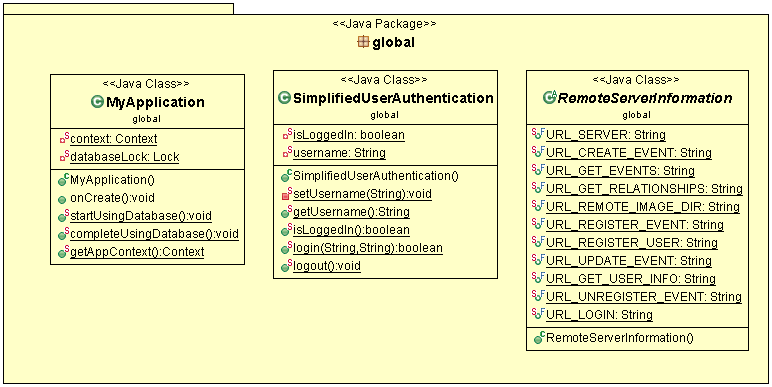 <<Java Package>>
global
<<Java Class>>
MyApplication
global
context: Context
databaseLock: Lock
MyApplication()
onCreate():void
startUsingDatabase():void
completeUsingDatabase():void
getAppContext():Context
<<Java Class>>
SimplifiedUserAuthentication
global
isLoggedIn: boolean
username: String
SimplifiedUserAuthentication()
setUsername(String):void
getUsername():String
isLoggedIn():boolean
login(String,String):boolean
logout():void
<<Java Class>>
RemoteServerInformation
global
URL_SERVER: String
URL_CREATE_EVENT: String
URL_GET_EVENTS: String
URL_GET_RELATIONSHIPS: String
URL_REMOTE_IMAGE_DIR: String
URL_REGISTER_EVENT: String
URL_REGISTER_USER: String
URL_UPDATE_EVENT: String
URL_GET_USER_INFO: String
URL_UNREGISTER_EVENT: String
URL_LOGIN: String
RemoteServerInformation()